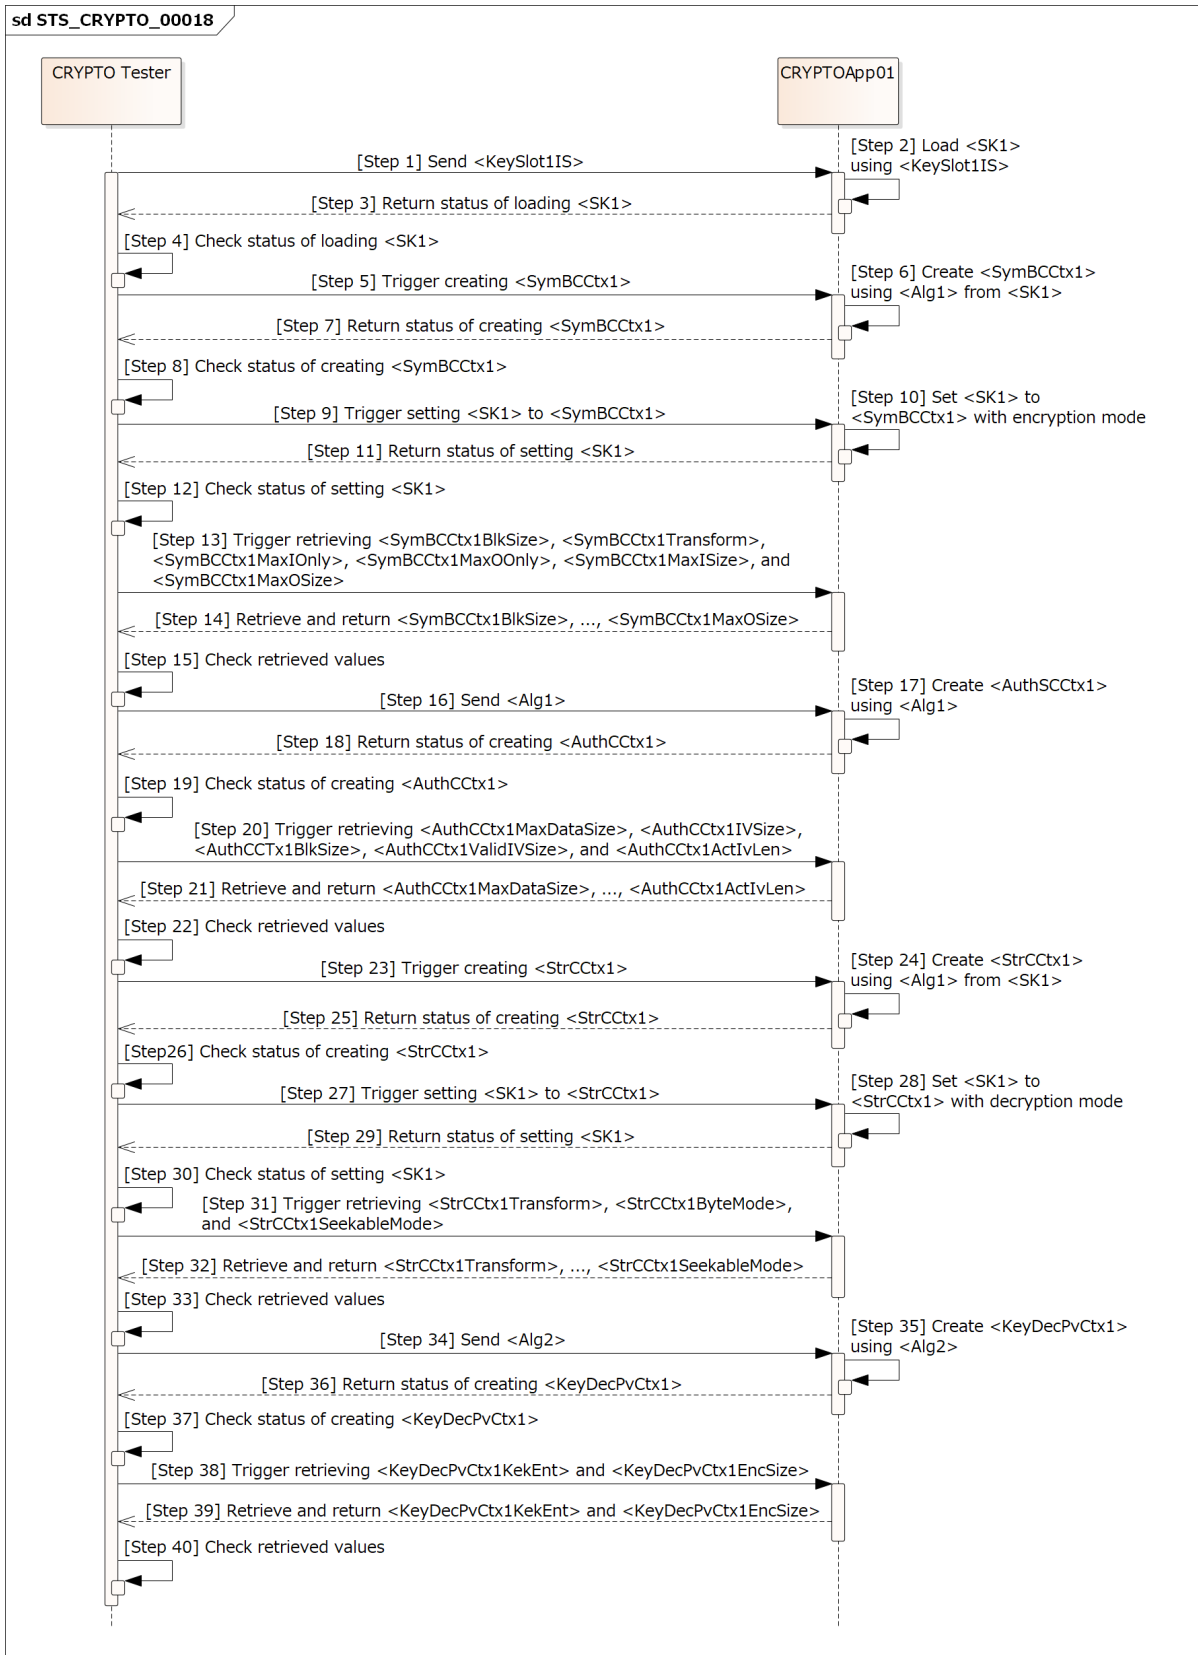 sd STS_CRYPTO_00018
CRYPTO Tester
CRYPTOApp01
[Step 1] Send <KeySlot1IS>
[Step 2] Load <SK1>
using <KeySlot1IS>
[Step 3] Return status of loading <SK1>
[Step 4] Check status of loading <SK1>
[Step 5] Trigger creating <SymBCCtx1>
[Step 6] Create <SymBCCtx1>
using <Alg1> from <SK1>
[Step 7] Return status of creating <SymBCCtx1>
[Step 8] Check status of creating <SymBCCtx1>
[Step 9] Trigger setting <SK1> to <SymBCCtx1>
[Step 10] Set <SK1> to
<SymBCCtx1> with encryption mode
[Step 11] Return status of setting <SK1>
[Step 12] Check status of setting <SK1>
[Step 13] Trigger retrieving <SymBCCtx1BlkSize>, <SymBCCtx1Transform>,
<SymBCCtx1MaxIOnly>, <SymBCCtx1MaxOOnly>, <SymBCCtx1MaxISize>, and
<SymBCCtx1MaxOSize>
[Step 14] Retrieve and return <SymBCCtx1BlkSize>, ..., <SymBCCtx1MaxOSize>
[Step 15] Check retrieved values
[Step 16] Send <Alg1>
[Step 17] Create <AuthSCCtx1>
using <Alg1>
[Step 18] Return status of creating <AuthCCtx1>
[Step 19] Check status of creating <AuthCCtx1>
[Step 20] Trigger retrieving <AuthCCtx1MaxDataSize>, <AuthCCtx1IVSize>,
<AuthCCTx1BlkSize>, <AuthCCtx1ValidIVSize>, and <AuthCCtx1ActIvLen>
[Step 21] Retrieve and return <AuthCCtx1MaxDataSize>, ..., <AuthCCtx1ActIvLen>
[Step 22] Check retrieved values
[Step 23] Trigger creating <StrCCtx1>
[Step 24] Create <StrCCtx1>
using <Alg1> from <SK1>
[Step 25] Return status of creating <StrCCtx1>
[Step26] Check status of creating <StrCCtx1>
[Step 27] Trigger setting <SK1> to <StrCCtx1>
[Step 28] Set <SK1> to
<StrCCtx1> with decryption mode
[Step 29] Return status of setting <SK1>
[Step 30] Check status of setting <SK1>
[Step 31] Trigger retrieving <StrCCtx1Transform>, <StrCCtx1ByteMode>,
and <StrCCtx1SeekableMode>
[Step 32] Retrieve and return <StrCCtx1Transform>, ..., <StrCCtx1SeekableMode>
[Step 33] Check retrieved values
[Step 34] Send <Alg2>
[Step 35] Create <KeyDecPvCtx1>
using <Alg2>
[Step 36] Return status of creating <KeyDecPvCtx1>
[Step 37] Check status of creating <KeyDecPvCtx1>
[Step 38] Trigger retrieving <KeyDecPvCtx1KekEnt> and <KeyDecPvCtx1EncSize>
[Step 39] Retrieve and return <KeyDecPvCtx1KekEnt> and <KeyDecPvCtx1EncSize>
[Step 40] Check retrieved values